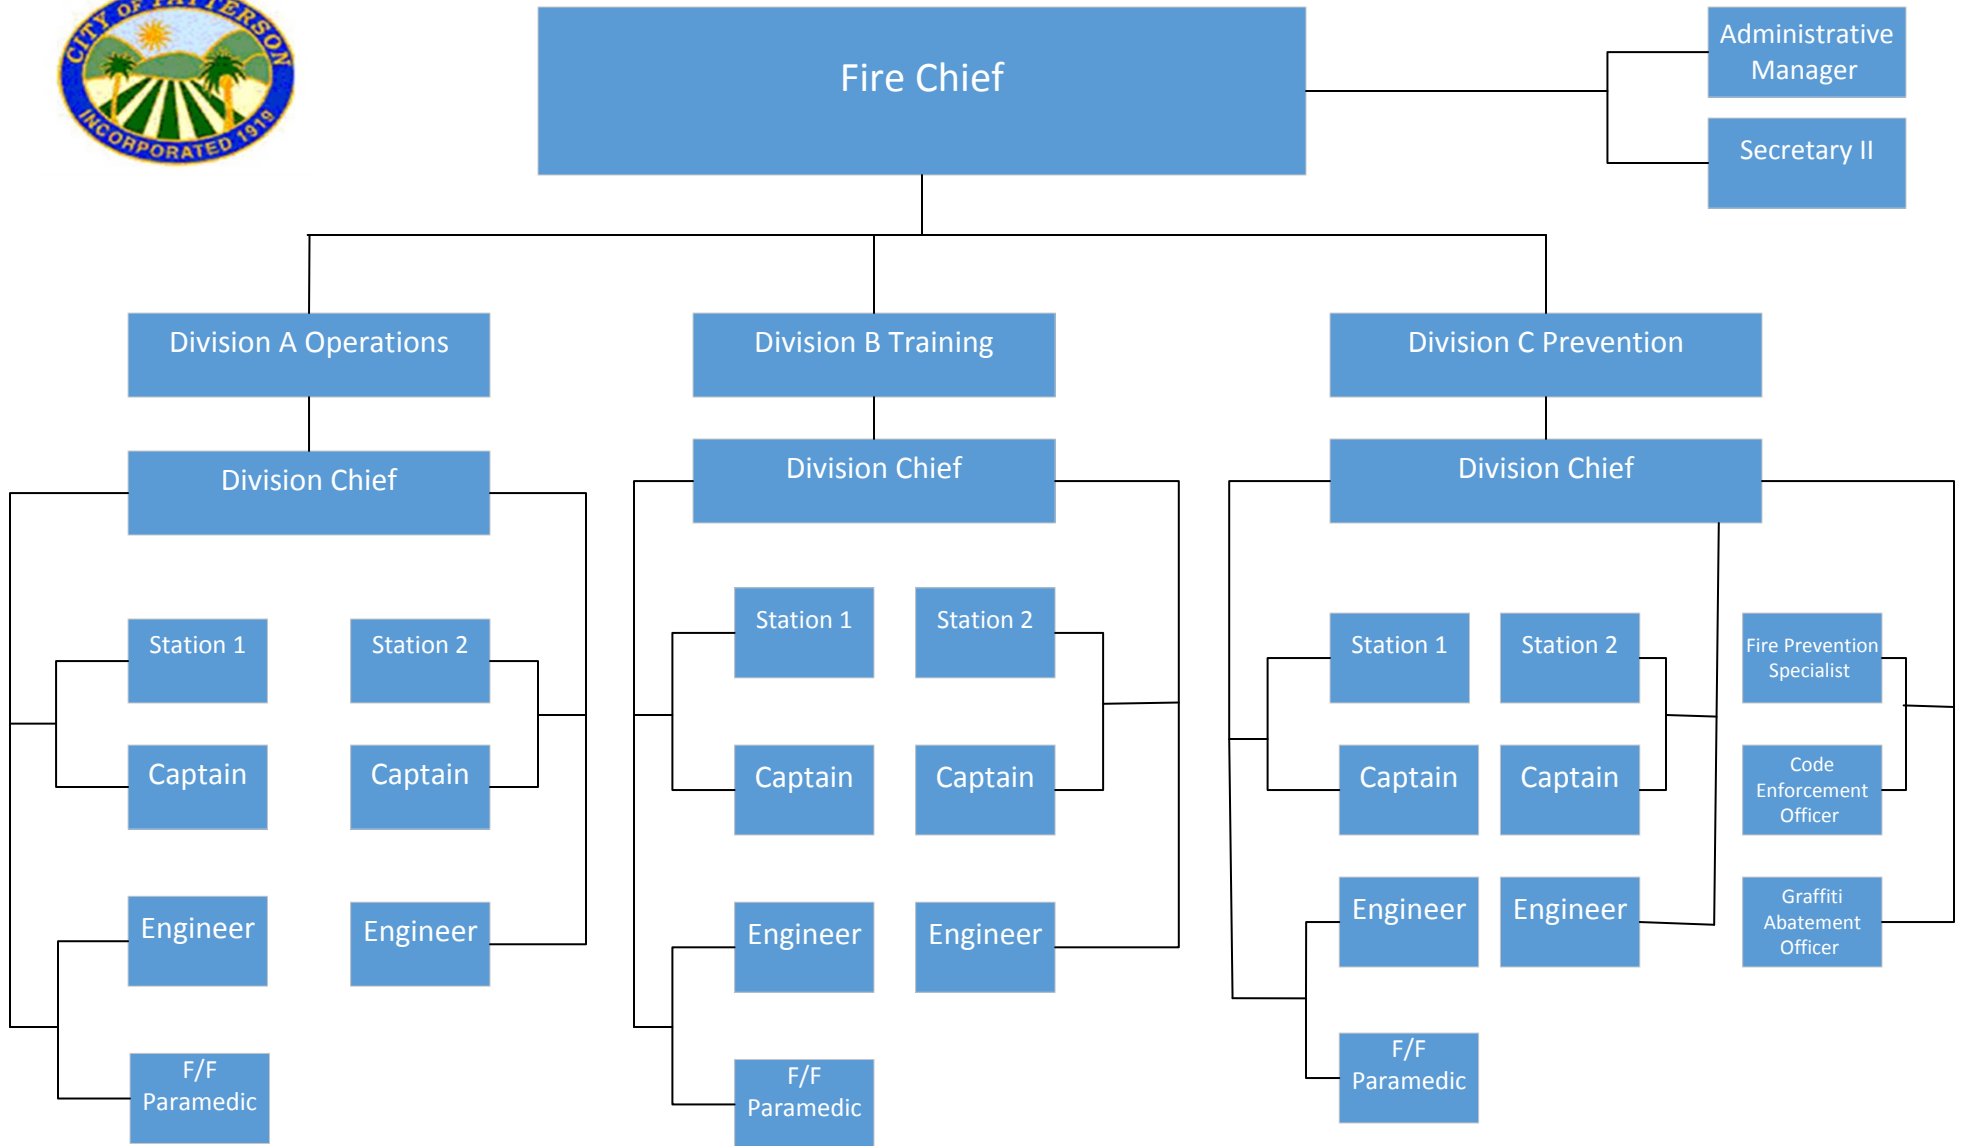 CITY OF PATTERSON
INCORPORATED 1919
Fire Chief
Administrative
Manager
Secretary II
Division A Operations
Division B Training
Division C Prevention
Division Chief
Division Chief
Division Chief
Station 1
Station 2
Captain
Captain
Engineer
Engineer
F/F
Paramedic
Station 1
Station 2
Captain
Captain
Engineer
Engineer
F/F
Paramedic
Station 1
Station 2
Captain
Captain
Engineer
Engineer
F/F
Paramedic
Fire Prevention
Specialist
Code
Enforcement
Officer
Graffiti
Abatement
Officer